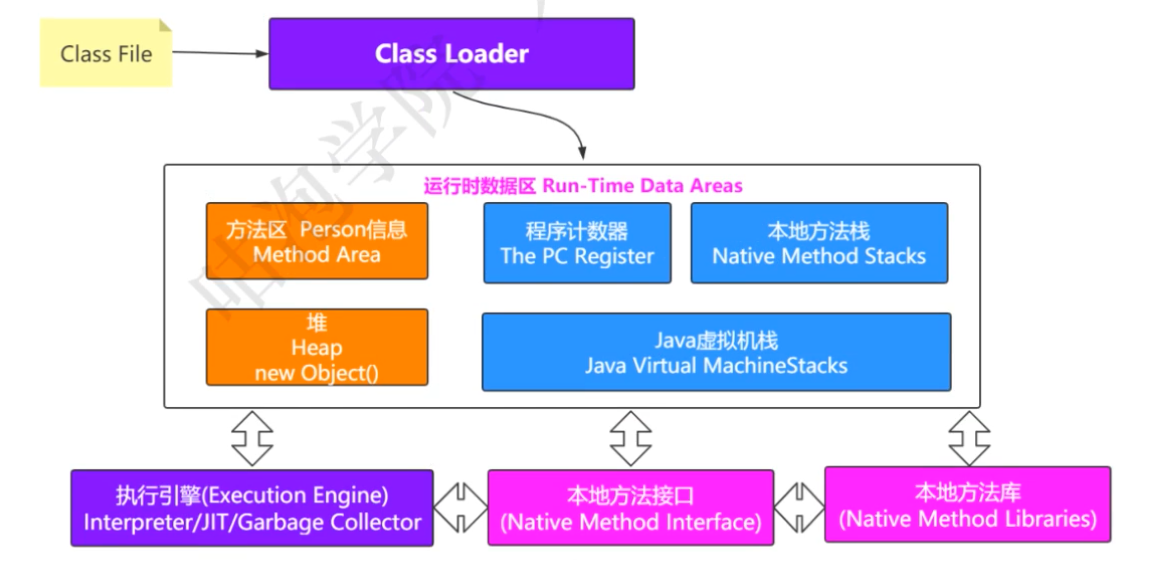 Class File
Class Loader
运行时数据区 Run-Time Data Areas
方法区 Person信息
Method Area
程序计数器
The PC Register
本地方法栈
Native Method Stacks
堆
Heap
new Object()
Java虚拟机栈
Java Virtual MachineStacks
执行引擎(Execution Engine)
Interpreter/JIT/Garbage Collector
本地方法接口
(Native Method Interface)
本地方法库
(Native Method Libraries)
咕泡学院